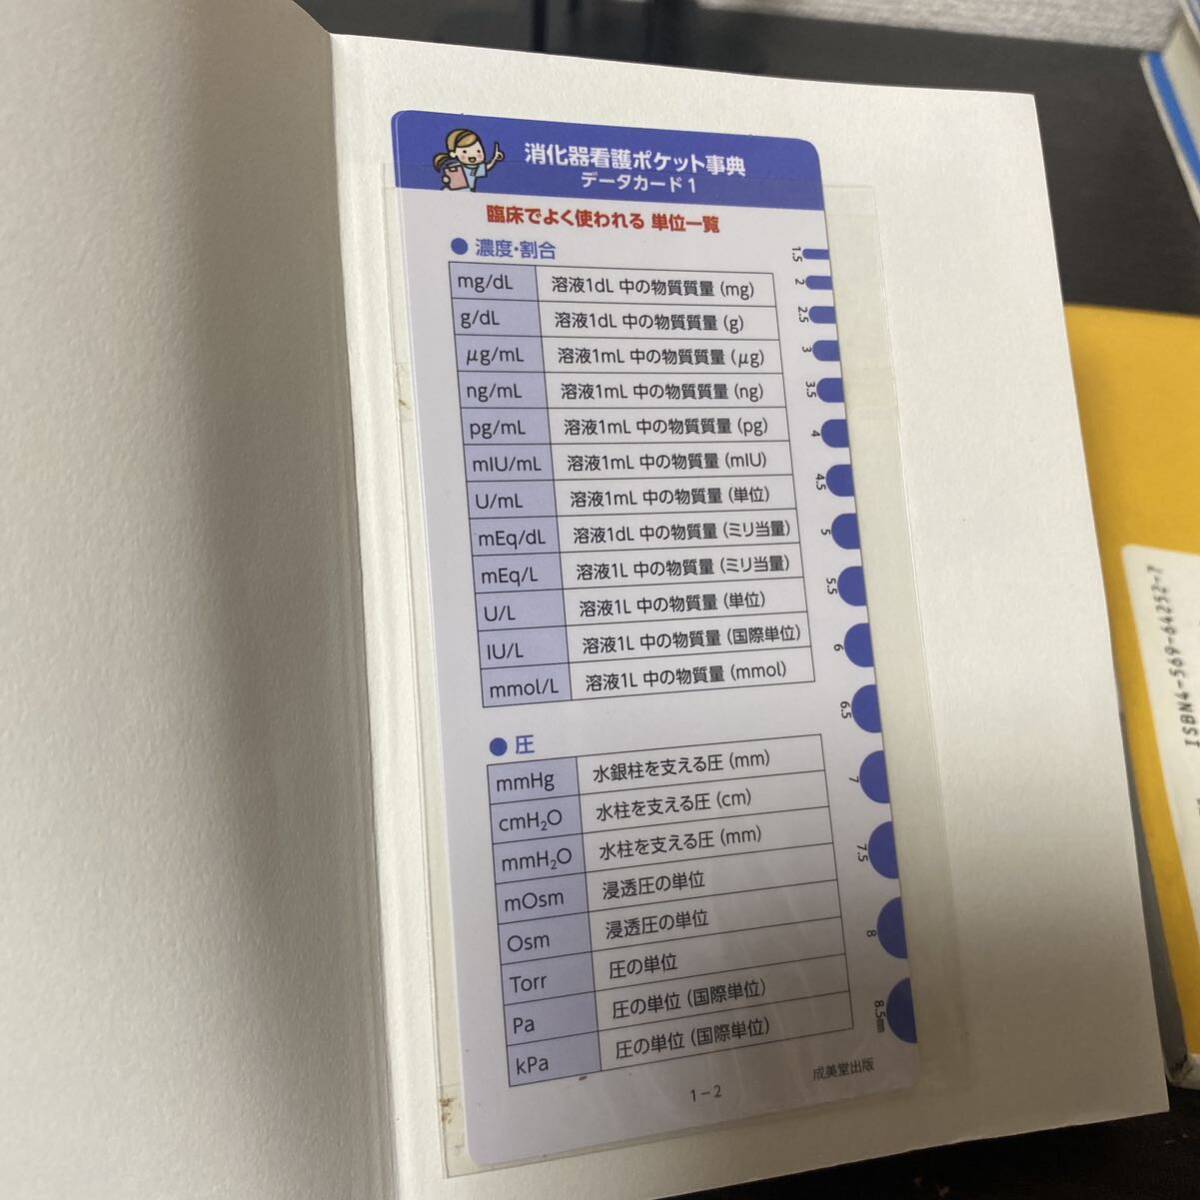 消化器看護ポケット事典
データカード1
臨床でよく使われる 単位一覧
● 濃度・割合
mg/dL 溶液1dL 中の物質質量 (mg)
g/dL 溶液1dL 中の物質質量 (g)
μg/mL 溶液1mL 中の物質質量 (μg)
ng/mL 溶液1mL 中の物質質量 (ng)
pg/mL 溶液1mL 中の物質質量 (pg)
mIU/mL 溶液1mL 中の物質量 (mIU)
U/mL 溶液1mL 中の物質量 (単位)
mEq/dL 溶液1dL 中の物質量 (ミリ当量)
mEq/L 溶液1L 中の物質量 (ミリ当量)
U/L 溶液1L 中の物質量 (単位)
IU/L 溶液1L 中の物質量 (国際単位)
mmol/L 溶液1L 中の物質量 (mmol)
● 圧
mmHg 水銀柱を支える圧 (mm)
cmH₂O 水柱を支える圧 (cm)
mmH₂O 水柱を支える圧 (mm)
mOsm 浸透圧の単位
Osm 浸透圧の単位
Torr 圧の単位
Pa 圧の単位 (国際単位)
kPa 圧の単位 (国際単位)
1−2
成美堂出版
1.5
2
2.5
3
3.5
4
4.5
5
5.5
6
6.5
7
7.5
8
8.5㎜
ISBN4-569-64252-7